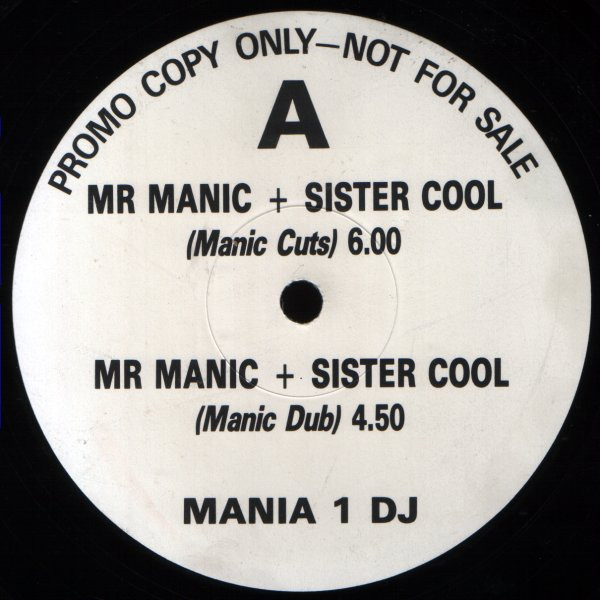 PROMO COPY ONLY—NOT FOR SALE
A
MR MANIC + SISTER COOL
(Manic Cuts) 6.00
MR MANIC + SISTER COOL
(Manic Dub) 4.50
MANIA 1 DJ